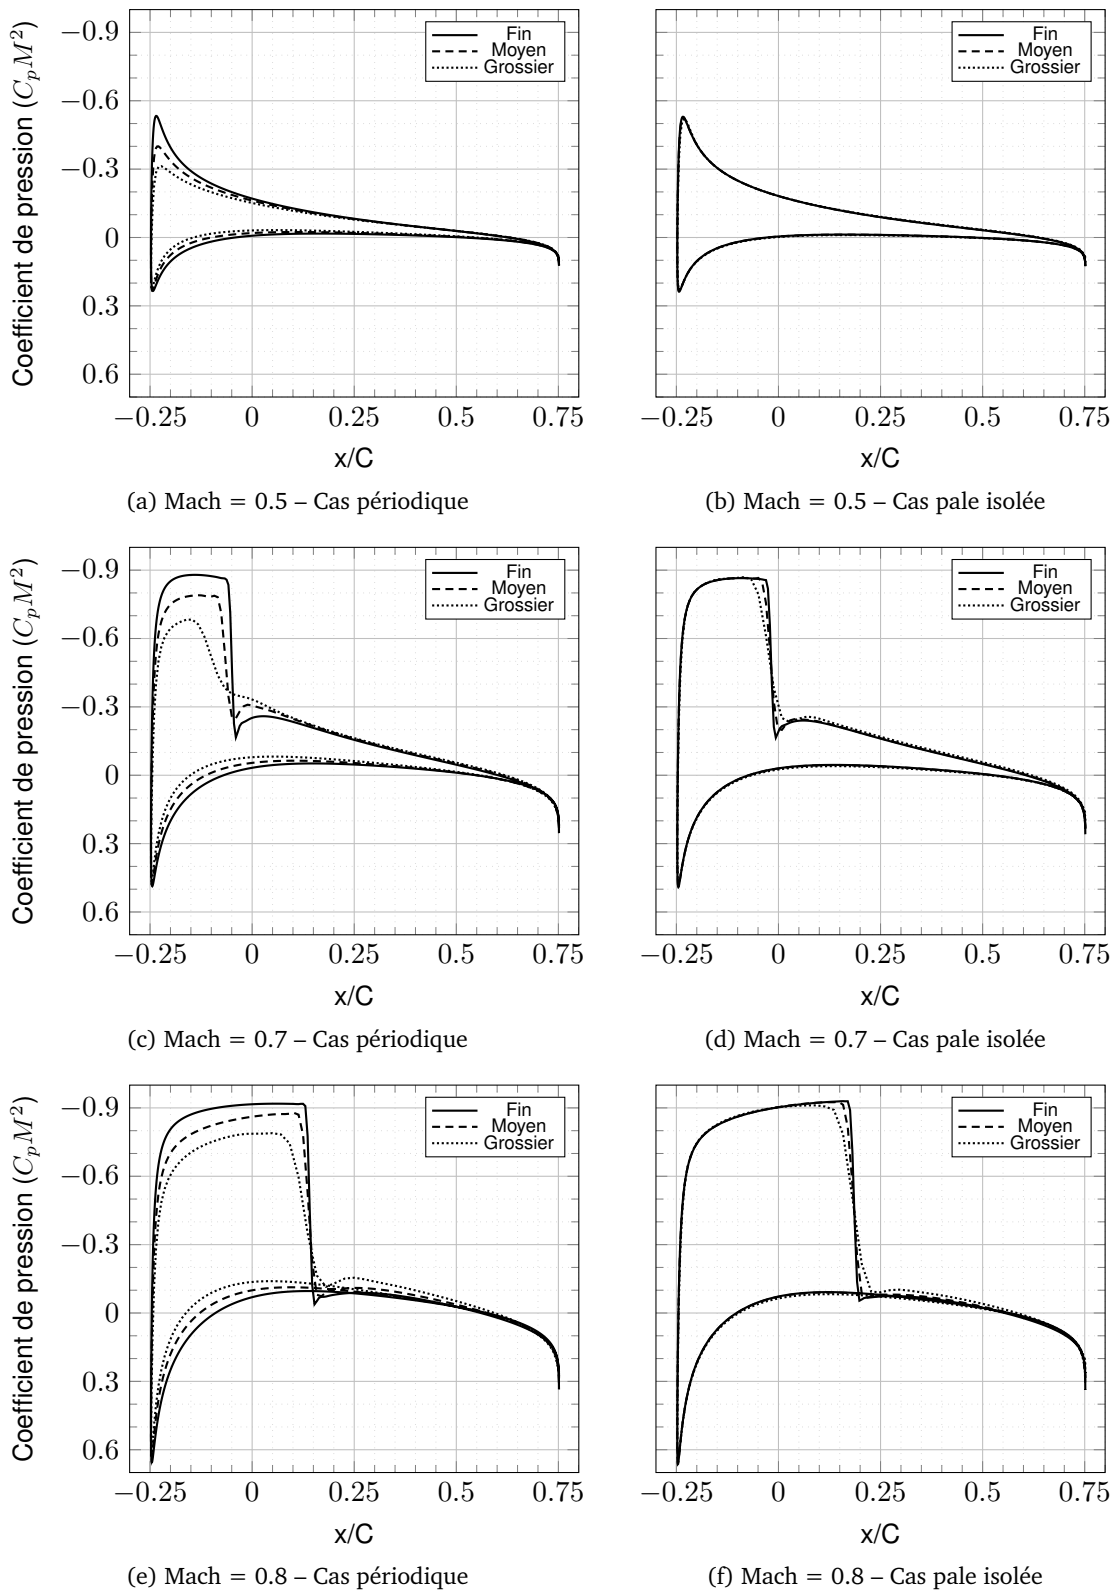 −0.9
−0.6
−0.3
0
0.3
0.6
Coefficient de pression (CpM²)
−0.25 0 0.25 0.5 0.75
x/C
Fin
Moyen
Grossier
(a) Mach = 0.5 – Cas périodique
−0.25 0 0.25 0.5 0.75
x/C
Fin
Moyen
Grossier
(b) Mach = 0.5 – Cas pale isolée
−0.9
−0.6
−0.3
0
0.3
0.6
Coefficient de pression (CpM²)
−0.25 0 0.25 0.5 0.75
x/C
Fin
Moyen
Grossier
(c) Mach = 0.7 – Cas périodique
−0.25 0 0.25 0.5 0.75
x/C
Fin
Moyen
Grossier
(d) Mach = 0.7 – Cas pale isolée
−0.9
−0.6
−0.3
0
0.3
0.6
Coefficient de pression (CpM²)
−0.25 0 0.25 0.5 0.75
x/C
Fin
Moyen
Grossier
(e) Mach = 0.8 – Cas périodique
−0.25 0 0.25 0.5 0.75
x/C
Fin
Moyen
Grossier
(f) Mach = 0.8 – Cas pale isolée